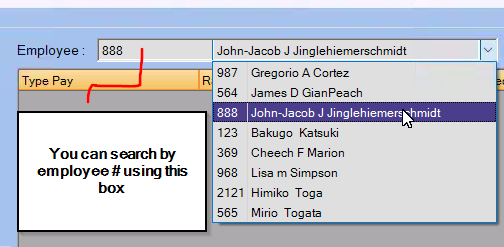 Employee : 888 John-Jacob J Jinglehiemerschmidt
Type Pay
987 Gregorio A Cortez
564 James D GianPeach
888 John-Jacob J Jinglehiemerschmidt
123 Bakugo Katsuki
369 Cheech F Marion
968 Lisa m Simpson
2121 Himiko Toga
565 Mirio Togata
You can search by
employee # using this
box